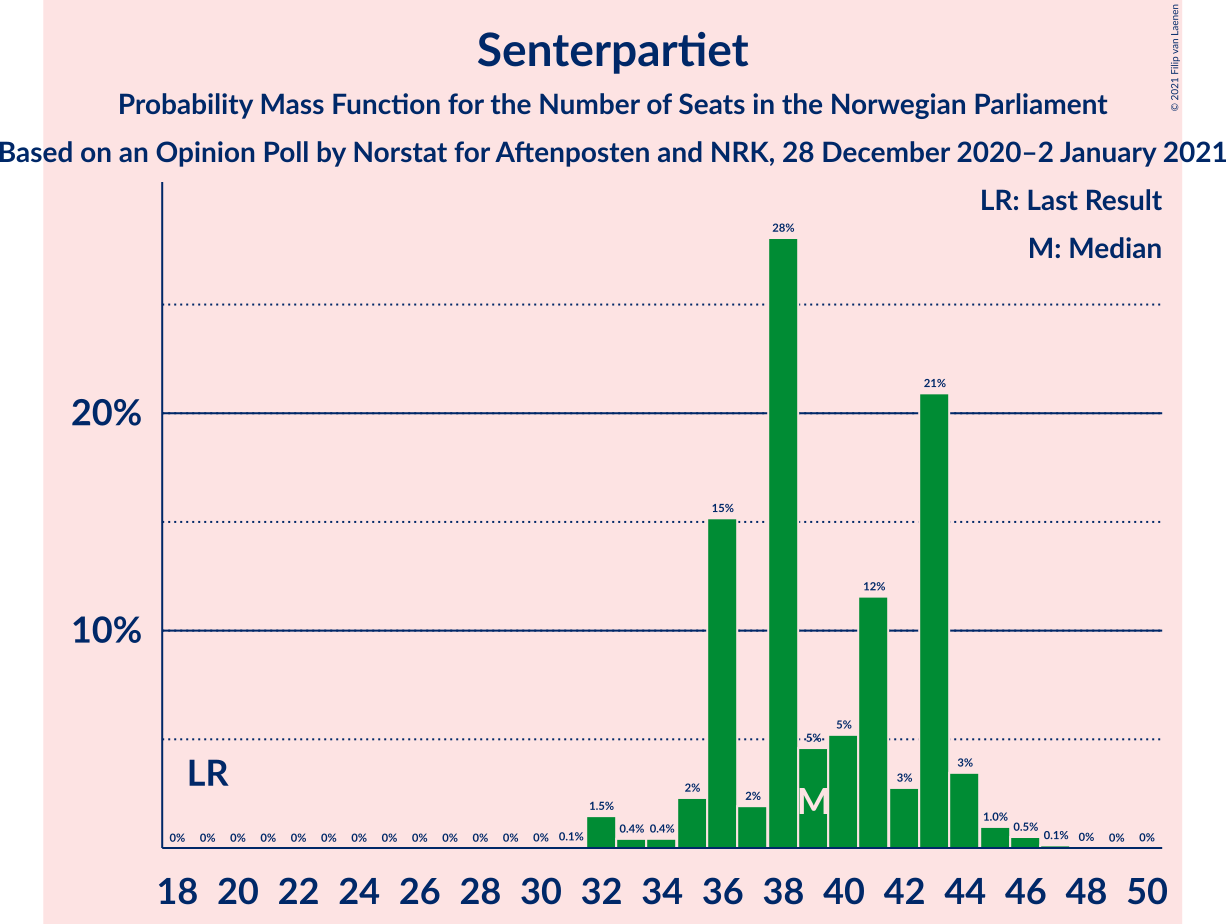 © 2021 Filip van Laenen
Senterpartiet
Probability Mass Function for the Number of Seats in the Norwegian Parliament
Based on an Opinion Poll by Norstat for Aftenposten and NRK, 28 December 2020–2 January 2021
LR: Last Result
M: Median
28%
21%
20%
15%
12%
10%
5%
5%
3%
3%
LR
2%
2%
M
1.5%
1.0%
0% 0% 0% 0% 0% 0% 0% 0% 0% 0% 0% 0% 0% 0.1% 0.4% 0.4% 0.5% 0.1% 0% 0% 0%
18 20 22 24 26 28 30 32 34 36 38 40 42 44 46 48 50